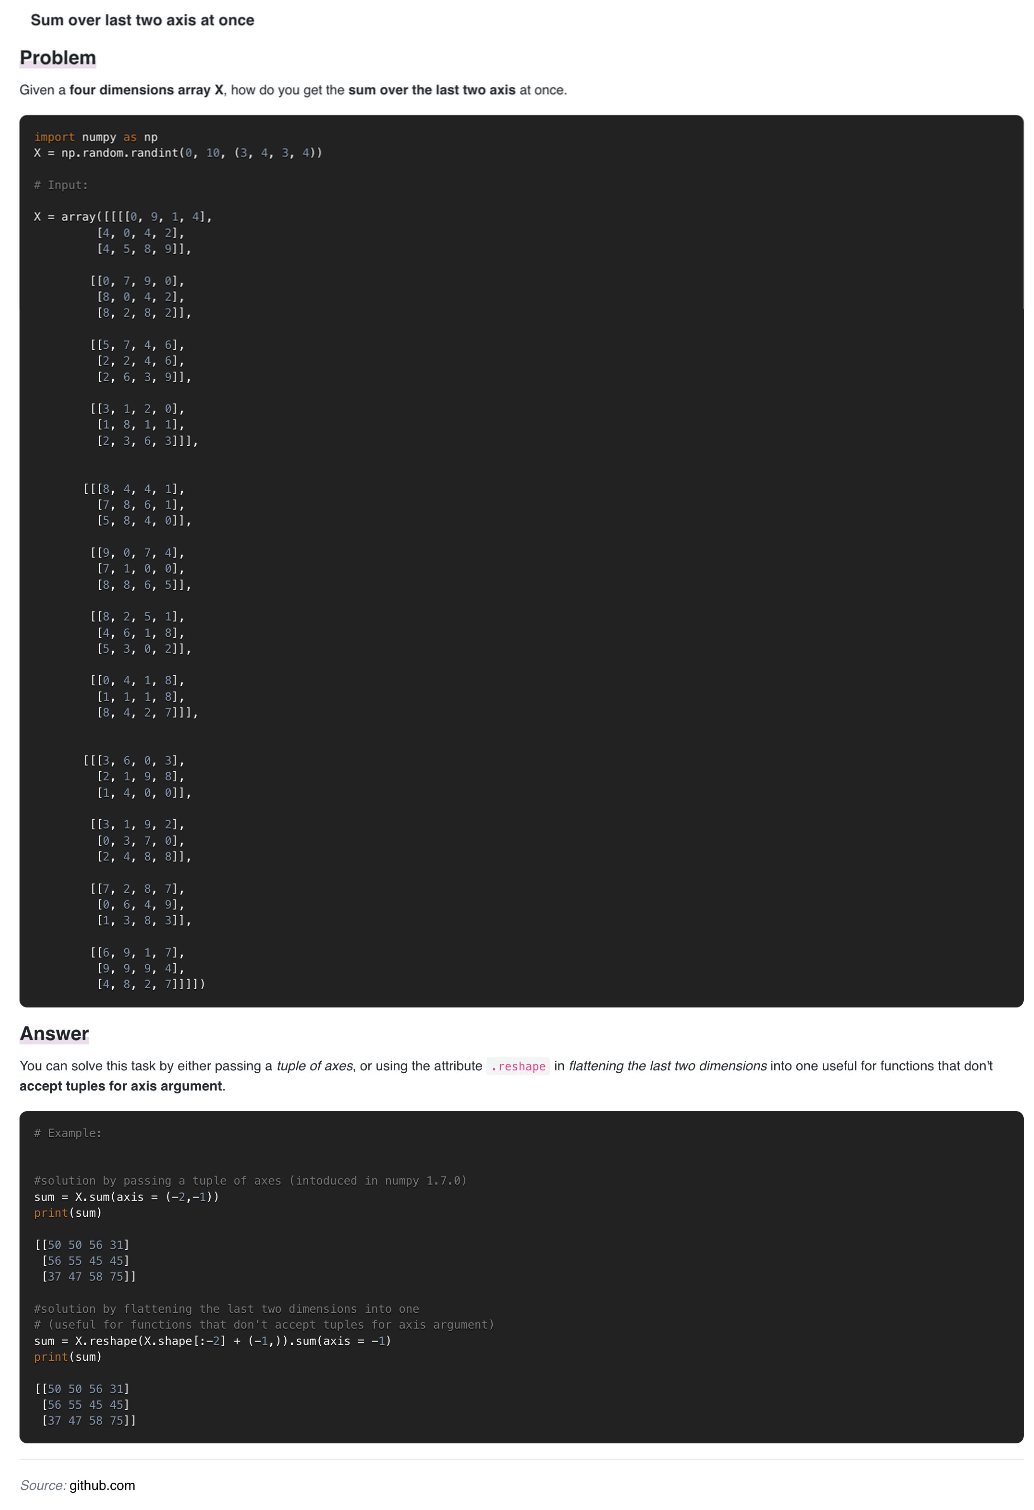 Sum over last two axis at once
Problem
Given a four dimensions array X, how do you get the sum over the last two axis at once.
import numpy as np
X = np.random.randint(0, 10, (3, 4, 3, 4))
# Input:
X = array([[[[0, 9, 1, 4],
[4, 0, 4, 2],
[4, 5, 8, 9]],
[[0, 7, 9, 0],
[8, 0, 4, 2],
[8, 2, 8, 2]],
[[5, 7, 4, 6],
[2, 2, 4, 6],
[2, 6, 3, 9]],
[[3, 1, 2, 0],
[1, 8, 1, 1],
[2, 3, 6, 3]]],
[[[8, 4, 4, 1],
[7, 8, 6, 1],
[5, 8, 4, 0]],
[[9, 0, 7, 4],
[7, 1, 0, 0],
[8, 8, 6, 5]],
[[8, 2, 5, 1],
[4, 6, 1, 8],
[5, 3, 0, 2]],
[[0, 4, 1, 8],
[1, 1, 1, 8],
[8, 4, 2, 7]]],
[[[3, 6, 0, 3],
[2, 1, 9, 8],
[1, 4, 0, 0]],
[[3, 1, 9, 2],
[0, 3, 7, 0],
[2, 4, 8, 8]],
[[7, 2, 8, 7],
[0, 6, 4, 9],
[1, 3, 8, 3]],
[[6, 9, 1, 7],
[9, 9, 9, 4],
[4, 8, 2, 7]]]])
Answer
You can solve this task by either passing a tuple of axes, or using the attribute .reshape in flattening the last two dimensions into one useful for functions that don't
accept tuples for axis argument.
# Example:
#solution by passing a tuple of axes (intoduced in numpy 1.7.0)
sum = X.sum(axis = (-2,-1))
print(sum)
[[50 50 56 31]
[56 55 45 45]
[37 47 58 75]]
#solution by flattening the last two dimensions into one
# (useful for functions that don't accept tuples for axis argument)
sum = X.reshape(X.shape[:-2] + (-1,)).sum(axis = -1)
print(sum)
[[50 50 56 31]
[56 55 45 45]
[37 47 58 75]]
Source: github.com